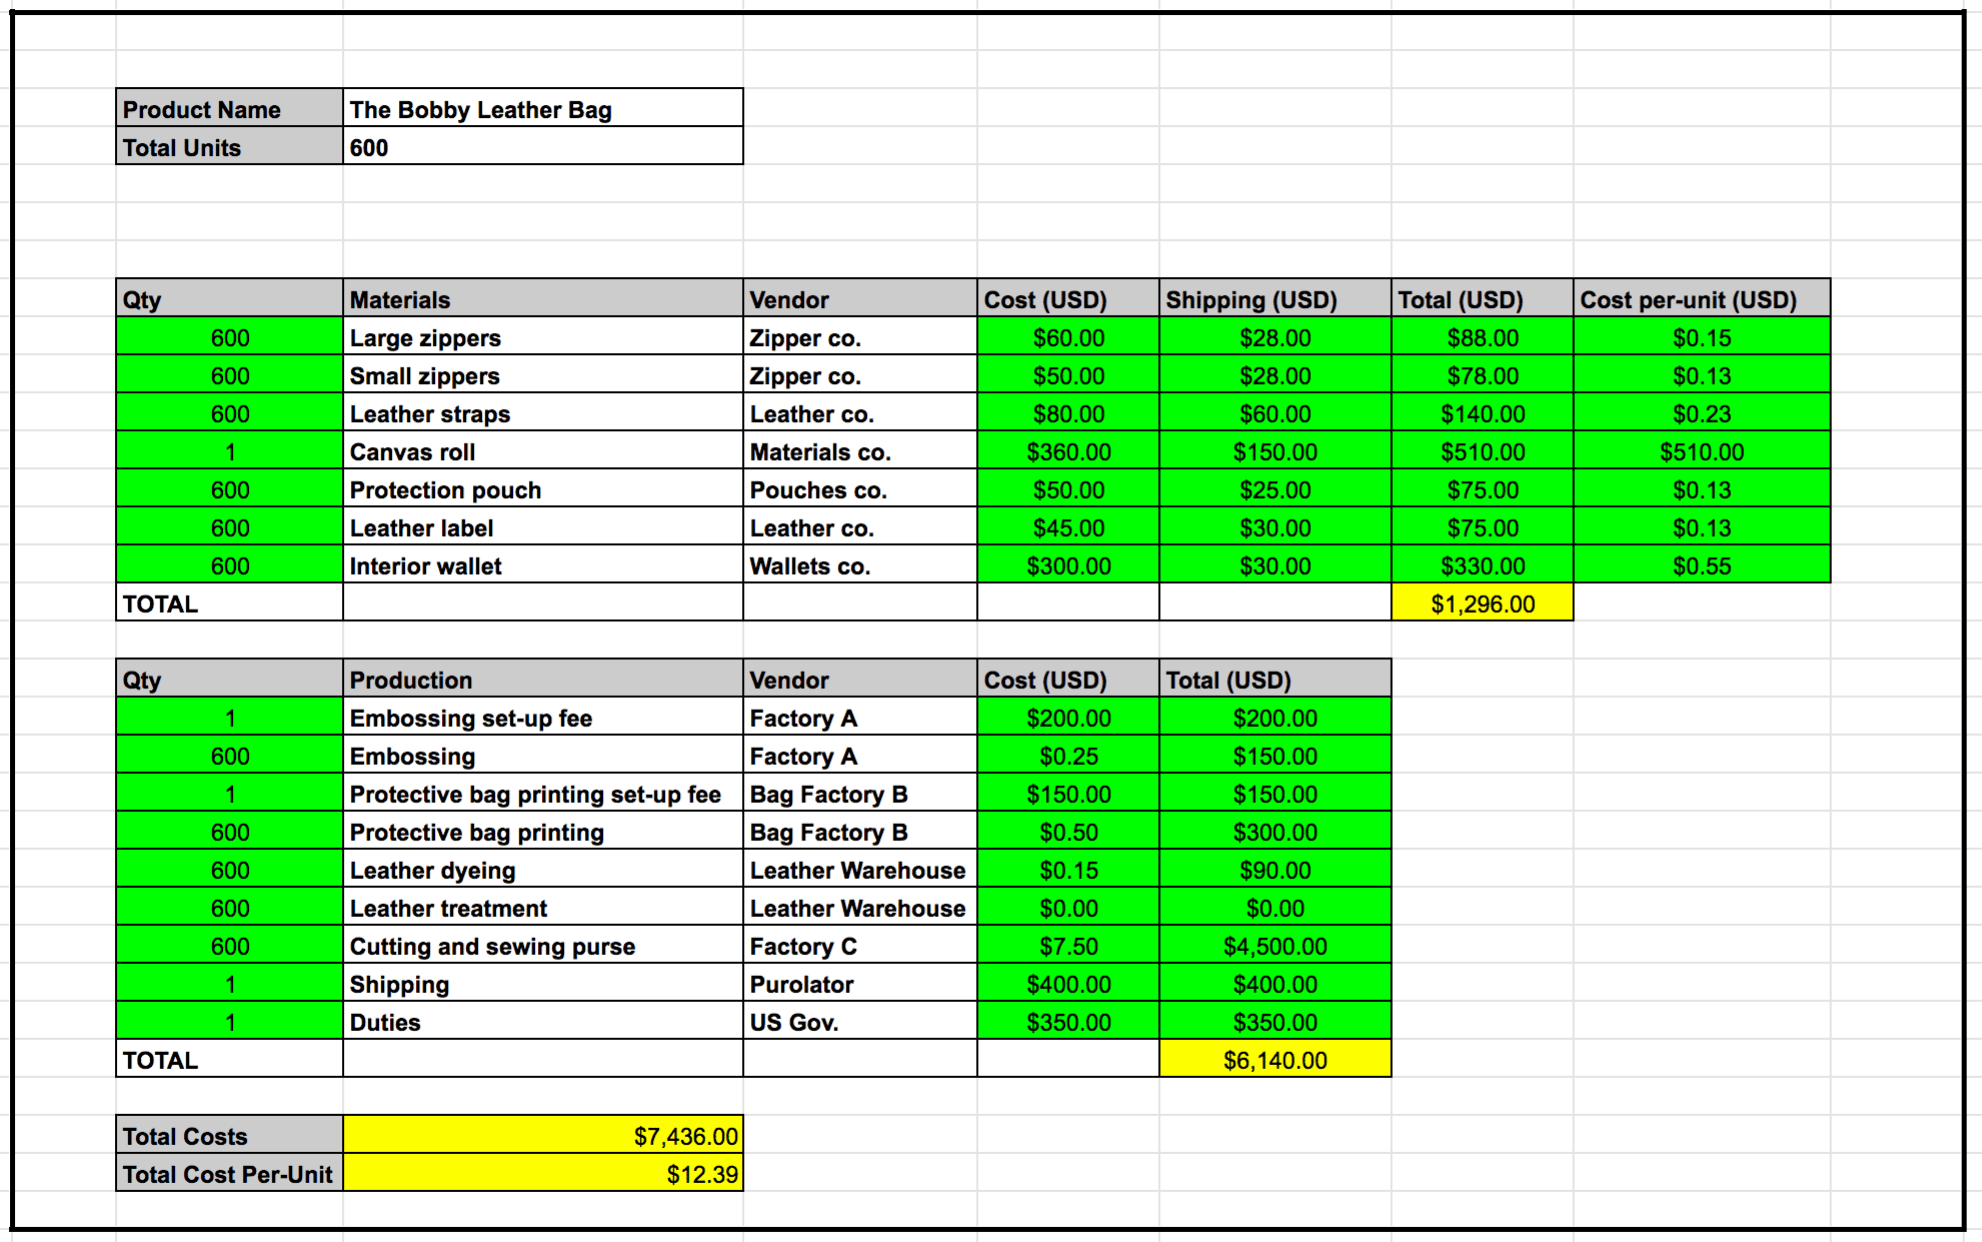 Product Name The Bobby Leather Bag
Total Units 600
Qty Materials Vendor Cost (USD) Shipping (USD) Total (USD) Cost per-unit (USD)
600 Large zippers Zipper co. $60.00 $28.00 $88.00 $0.15
600 Small zippers Zipper co. $50.00 $28.00 $78.00 $0.13
600 Leather straps Leather co. $80.00 $60.00 $140.00 $0.23
1 Canvas roll Materials co. $360.00 $150.00 $510.00 $510.00
600 Protection pouch Pouches co. $50.00 $25.00 $75.00 $0.13
600 Leather label Leather co. $45.00 $30.00 $75.00 $0.13
600 Interior wallet Wallets co. $300.00 $30.00 $330.00 $0.55
TOTAL $1,296.00
Qty Production Vendor Cost (USD) Total (USD)
1 Embossing set-up fee Factory A $200.00 $200.00
600 Embossing Factory A $0.25 $150.00
1 Protective bag printing set-up fee Bag Factory B $150.00 $150.00
600 Protective bag printing Bag Factory B $0.50 $300.00
600 Leather dyeing Leather Warehouse $0.15 $90.00
600 Leather treatment Leather Warehouse $0.00 $0.00
600 Cutting and sewing purse Factory C $7.50 $4,500.00
1 Shipping Purolator $400.00 $400.00
1 Duties US Gov. $350.00 $350.00
TOTAL $6,140.00
Total Costs $7,436.00
Total Cost Per-Unit $12.39